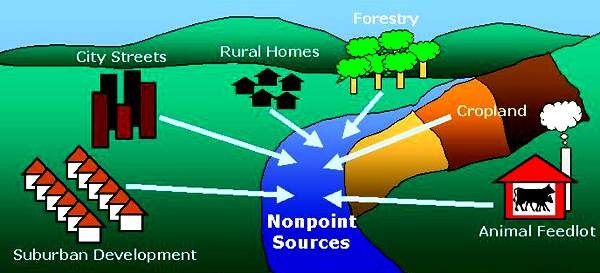 Forestry
City Streets
Rural Homes
Cropland
Nonpoint
Sources
Animal Feedlot
Suburban Development